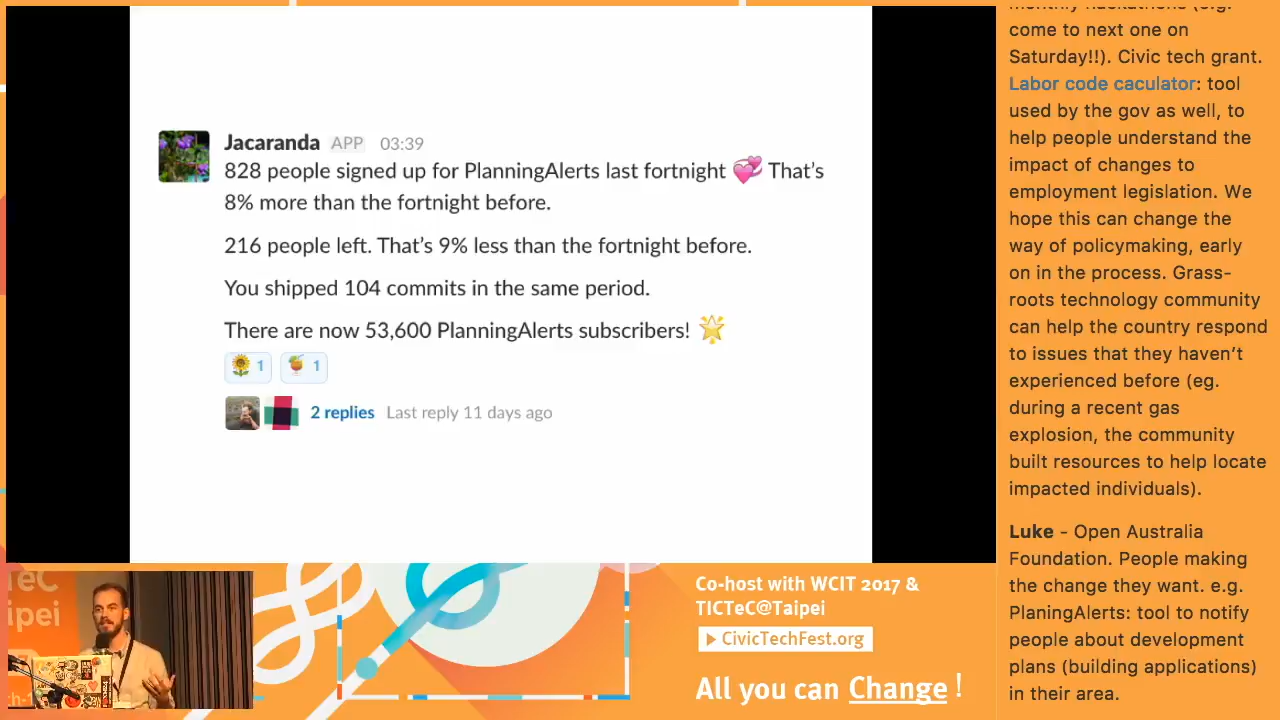 Jacaranda APP 03:39
828 people signed up for PlanningAlerts last fortnight 💞 That's
8% more than the fortnight before.
216 people left. That's 9% less than the fortnight before.
You shipped 104 commits in the same period.
There are now 53,600 PlanningAlerts subscribers! 🌟
🌻 1 🍹 1
2 replies Last reply 11 days ago
come to next one on
Saturday!!). Civic tech grant.
Labor code caculator: tool
used by the gov as well, to
help people understand the
impact of changes to
employment legislation. We
hope this can change the
way of policymaking, early
on in the process. Grass-
roots technology community
can help the country respond
to issues that they haven't
experienced before (eg.
during a recent gas
explosion, the community
built resources to help locate
impacted individuals).
Luke - Open Australia
Foundation. People making
the change they want. e.g.
PlaningAlerts: tool to notify
people about development
plans (building applications)
in their area.
Co-host with WCIT 2017 &
TICTeC@Taipei
CivicTechFest.org
All you can Change !